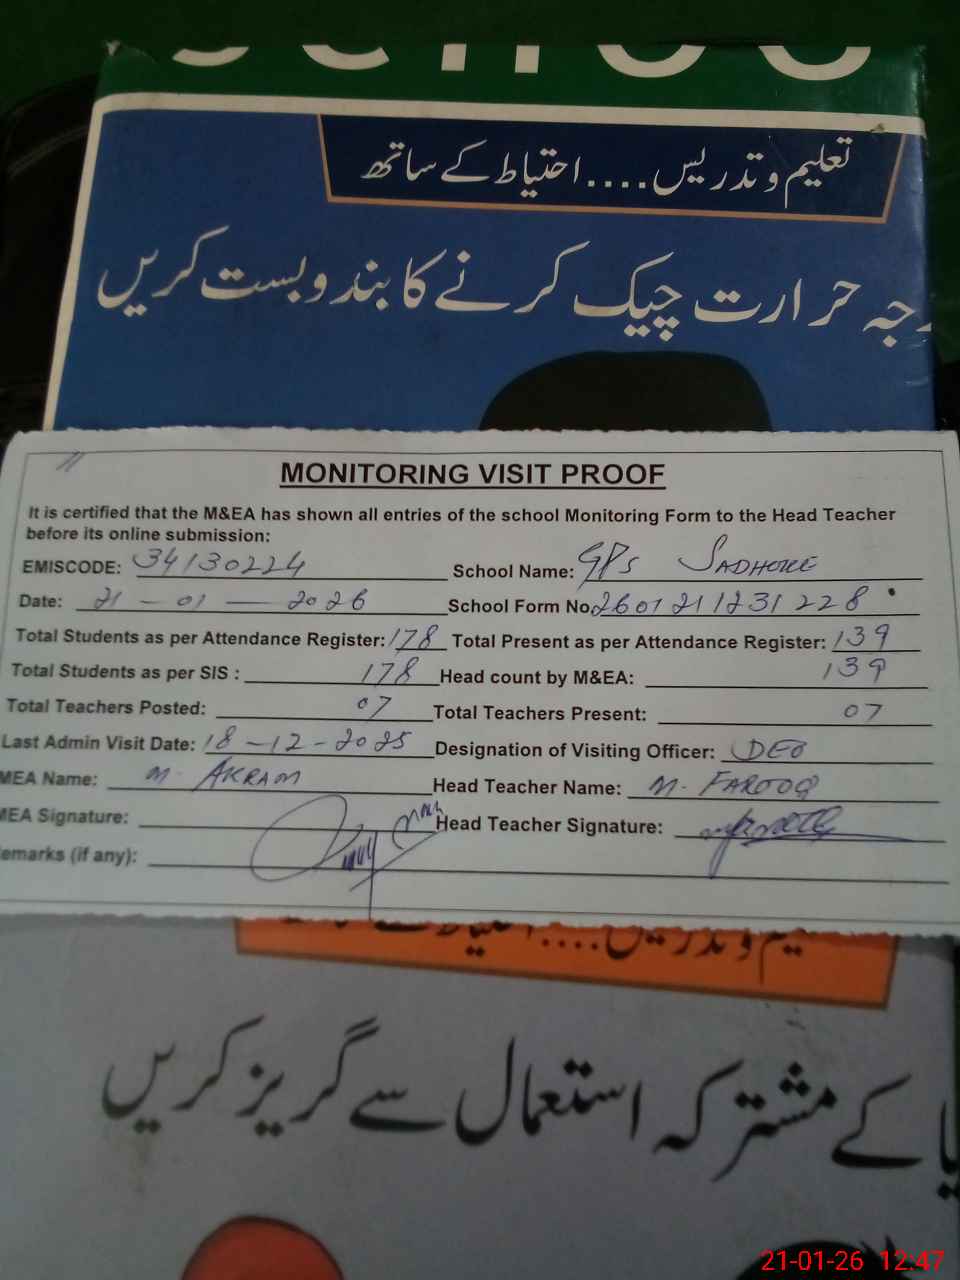 تعلیم و تدریس....احتیاط کے ساتھ
حرارت چیک کرنے کا بندوبست کریں
MONITORING VISIT PROOF
It is certified that the M&EA has shown all entries of the school Monitoring Form to the Head Teacher
before its online submission:
EMISCODE: 34130224 School Name: GPS SADHOKE
Date: 21-01-2026 School Form No. 2601211231228
Total Students as per Attendance Register: 178 Total Present as per Attendance Register: 139
Total Students as per SIS : 178 Head count by M&EA: 139
Total Teachers Posted: 07 Total Teachers Present: 07
Last Admin Visit Date: 18-12-2025 Designation of Visiting Officer: DEO
MEA Name: M. AKRAM Head Teacher Name: M. FAROOQ
MEA Signature: Head Teacher Signature:
emarks (if any):
کے مشترکہ استعمال سے گریز کریں
21-01-26 12:47